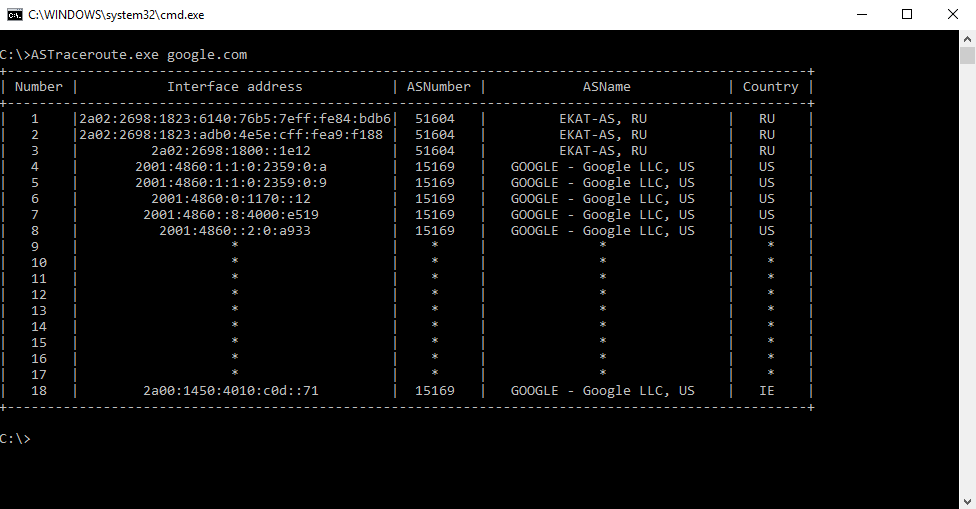 C:\WINDOWS\system32\cmd.exe
C:\>ASTraceroute.exe google.com
+----------------------------------------------------------------------------------------------------+
| Number | Interface address | ASNumber | ASName | Country |
+----------------------------------------------------------------------------------------------------+
| 1 |2a02:2698:1823:6140:76b5:7eff:fe84:bdb6| 51604 | EKAT-AS, RU | RU |
| 2 |2a02:2698:1823:adb0:4e5e:cff:fea9:f188 | 51604 | EKAT-AS, RU | RU |
| 3 | 2a02:2698:1800::1e12 | 51604 | EKAT-AS, RU | RU |
| 4 | 2001:4860:1:1:0:2359:0:a | 15169 | GOOGLE - Google LLC, US | US |
| 5 | 2001:4860:1:1:0:2359:0:9 | 15169 | GOOGLE - Google LLC, US | US |
| 6 | 2001:4860:0:1170::12 | 15169 | GOOGLE - Google LLC, US | US |
| 7 | 2001:4860::8:4000:e519 | 15169 | GOOGLE - Google LLC, US | US |
| 8 | 2001:4860::2:0:a933 | 15169 | GOOGLE - Google LLC, US | US |
| 9 | * | * | * | * |
| 10 | * | * | * | * |
| 11 | * | * | * | * |
| 12 | * | * | * | * |
| 13 | * | * | * | * |
| 14 | * | * | * | * |
| 15 | * | * | * | * |
| 16 | * | * | * | * |
| 17 | * | * | * | * |
| 18 | 2a00:1450:4010:c0d::71 | 15169 | GOOGLE - Google LLC, US | IE |
+----------------------------------------------------------------------------------------------------+
C:\>